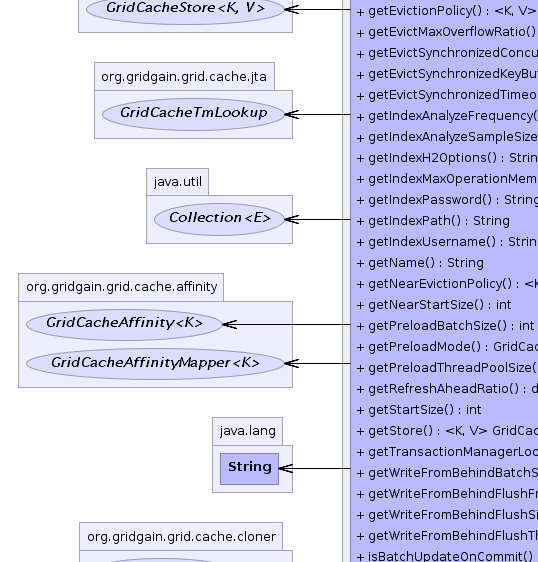 GridCacheStore<K, V>
org.gridgain.grid.cache.jta
GridCacheTmLookup
java.util
Collection<E>
org.gridgain.grid.cache.affinity
GridCacheAffinity<K>
GridCacheAffinityMapper<K>
java.lang
String
org.gridgain.grid.cache.cloner
+ getEvictionPolicy() : <K, V>
+ getEvictMaxOverflowRatio()
+ getEvictSynchronizedConcu
+ getEvictSynchronizedKeyBu
+ getEvictSynchronizedTimeo
+ getIndexAnalyzeFrequency(
+ getIndexAnalyzeSampleSize
+ getIndexH2Options() : Strin
+ getIndexMaxOperationMem
+ getIndexPassword() : String
+ getIndexPath() : String
+ getIndexUsername() : Strin
+ getName() : String
+ getNearEvictionPolicy() : <K
+ getNearStartSize() : int
+ getPreloadBatchSize() : int
+ getPreloadMode() : GridCac
+ getPreloadThreadPoolSize(
+ getRefreshAheadRatio() : d
+ getStartSize() : int
+ getStore() : <K, V> GridCac
+ getTransactionManagerLoo
+ getWriteFromBehindBatchS
+ getWriteFromBehindFlushFr
+ getWriteFromBehindFlushSi
+ getWriteFromBehindFlushTh
+ isBatchUpdateOnCommit()